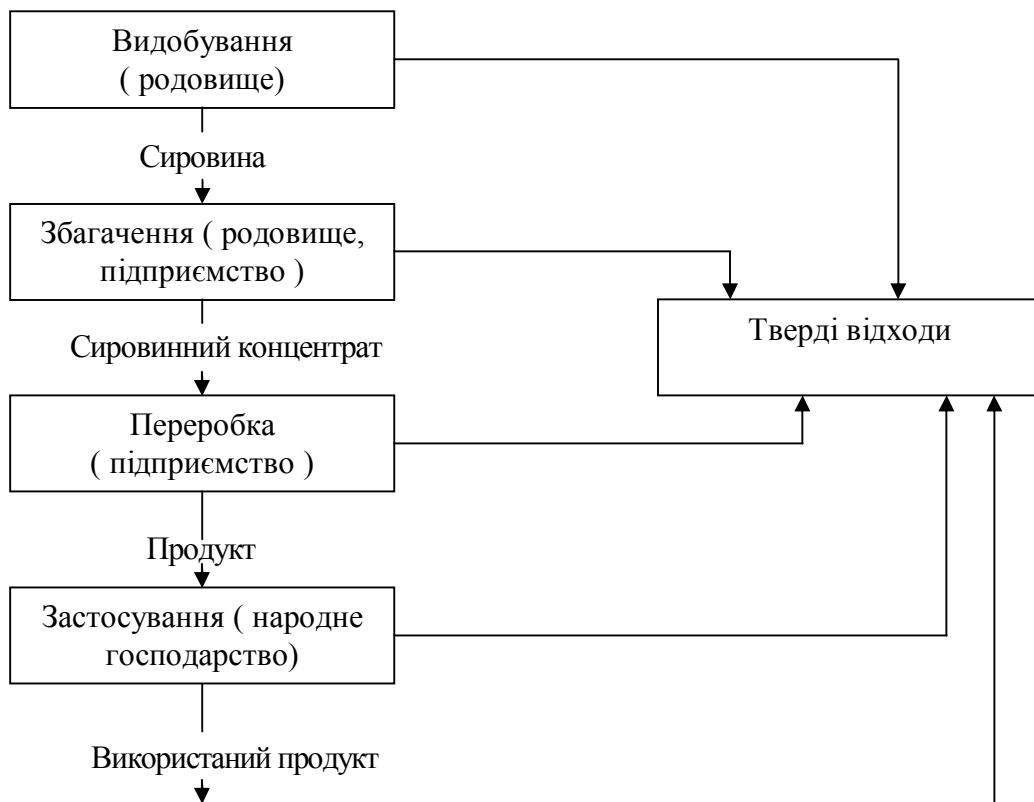 Видобування
( родовище)
Сировина
Збагачення ( родовище,
підприємство )
Тверді відходи
Сировинний концентрат
Переробка
( підприємство )
Продукт
Застосування ( народне
господарство)
Використаний продукт